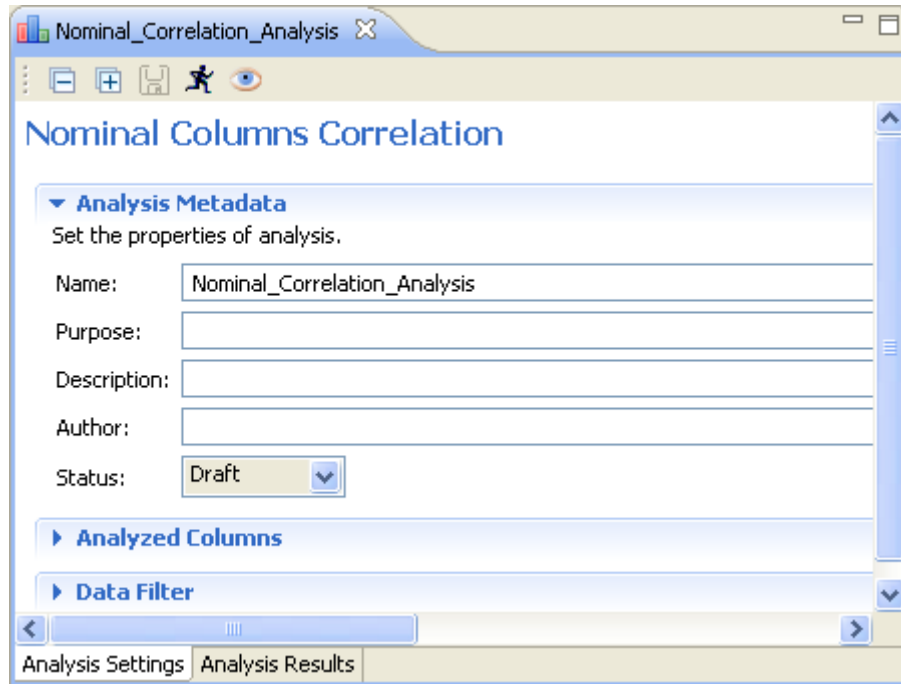 Nominal_Correlation_Analysis
Nominal Columns Correlation
Analysis Metadata
Set the properties of analysis.
Name: Nominal_Correlation_Analysis
Purpose:
Description:
Author:
Status: Draft
Analyzed Columns
Data Filter
Analysis Settings Analysis Results